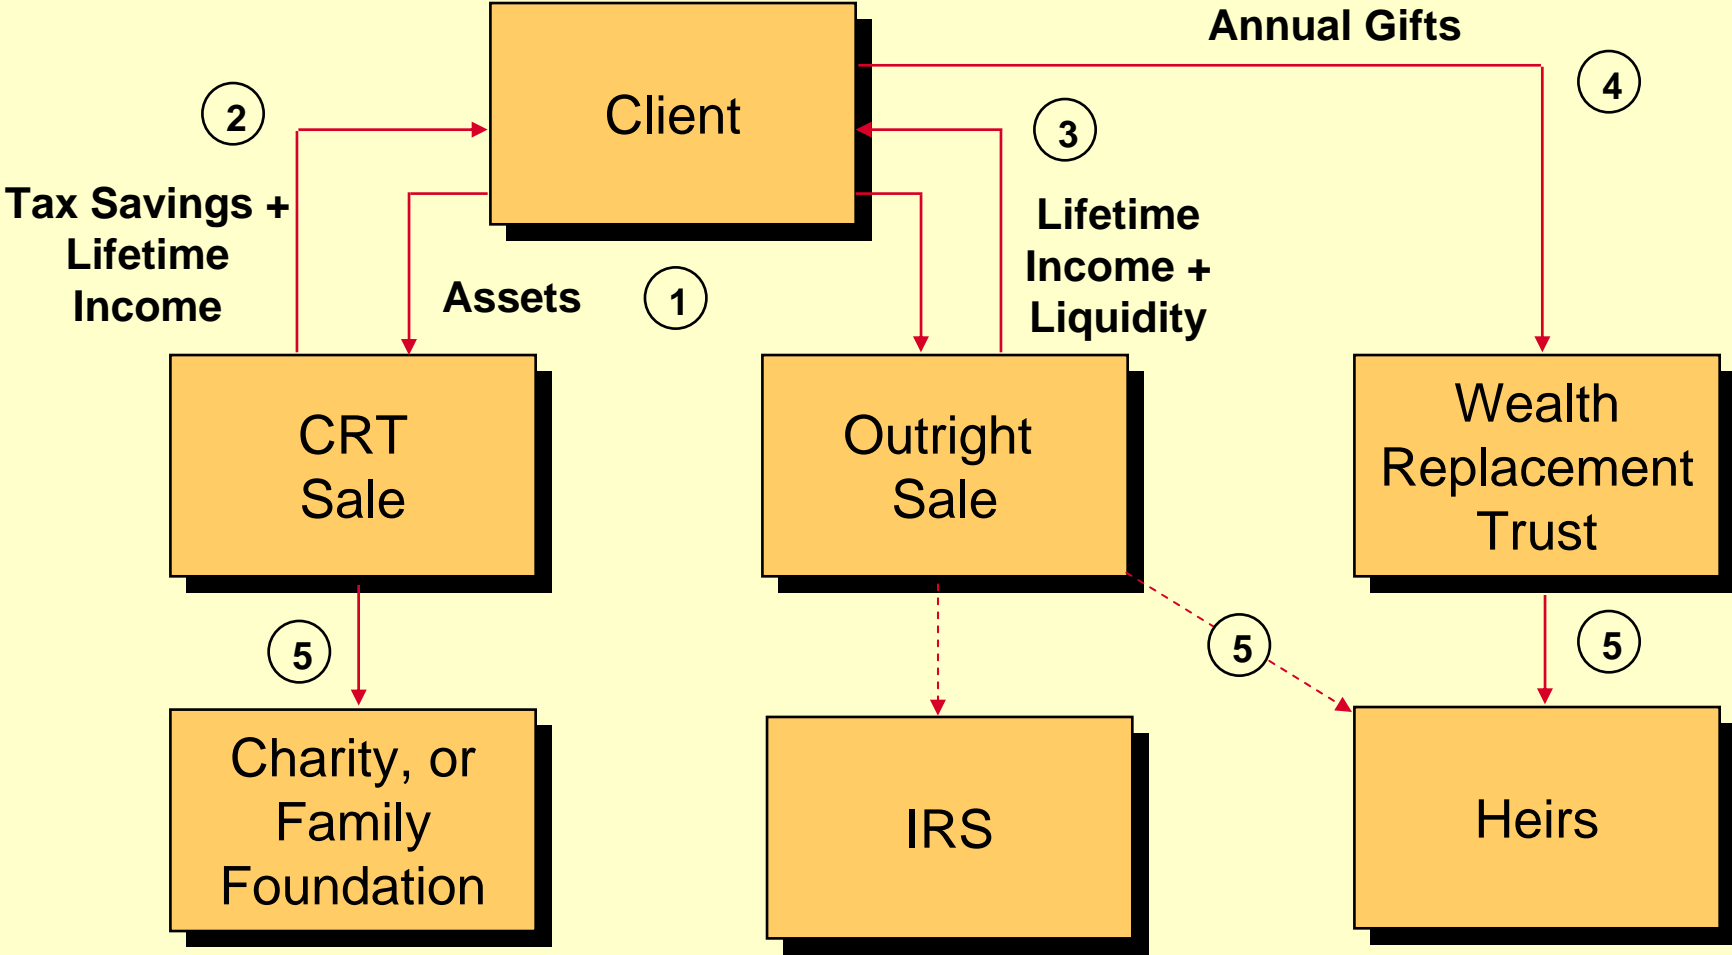 Annual Gifts
Client
4
2
3
Tax Savings +
Lifetime
Income
Lifetime
Income +
Liquidity
Assets
1
CRT
Sale
Outright
Sale
Wealth
Replacement
Trust
5
5
5
Charity, or
Family
Foundation
IRS
Heirs